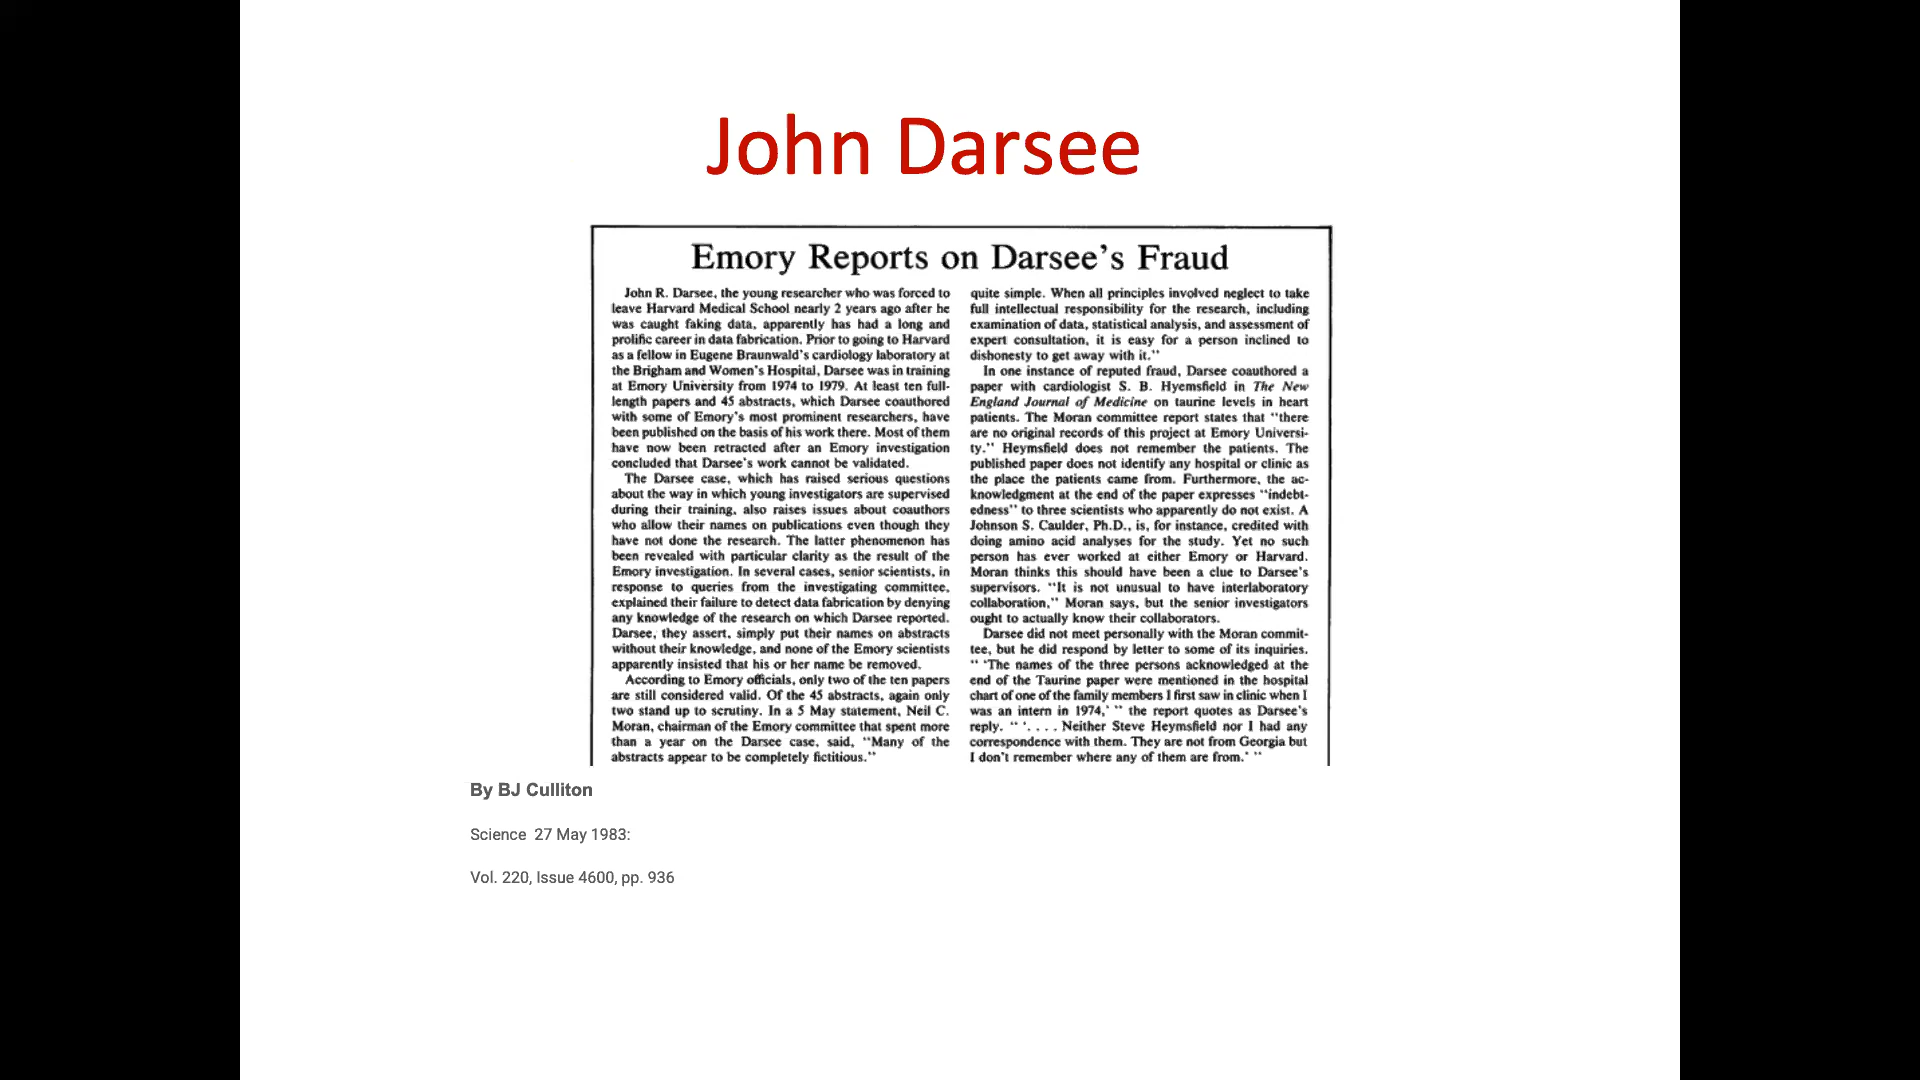 John Darsee
Emory Reports on Darsee's Fraud
John R. Darsee, the young researcher who was forced to
leave Harvard Medical School nearly 2 years ago after he
was caught faking data, apparently has had a long and
prolific career in data fabrication. Prior to going to Harvard
as a fellow in Eugene Braunwald's cardiology laboratory at
the Brigham and Women's Hospital, Darsee was in training
at Emory University from 1974 to 1979. At least ten full-
length papers and 45 abstracts, which Darsee coauthored
with some of Emory's most prominent researchers, have
been published on the basis of his work there. Most of them
have now been retracted after an Emory investigation
concluded that Darsee's work cannot be validated.
The Darsee case, which has raised serious questions
about the way in which young investigators are supervised
during their training, also raises issues about coauthors
who allow their names on publications even though they
have not done the research. The latter phenomenon has
been revealed with particular clarity as the result of the
Emory investigation. In several cases, senior scientists, in
response to queries from the investigating committee,
explained their failure to detect data fabrication by denying
any knowledge of the research on which Darsee reported.
Darsee, they assert, simply put their names on abstracts
without their knowledge, and none of the Emory scientists
apparently insisted that his or her name be removed.
According to Emory officials, only two of the ten papers
are still considered valid. Of the 45 abstracts, again only
two stand up to scrutiny. In a 5 May statement, Neil C.
Moran, chairman of the Emory committee that spent more
than a year on the Darsee case, said, "Many of the
abstracts appear to be completely fictitious."
quite simple. When all principles involved neglect to take
full intellectual responsibility for the research, including
examination of data, statistical analysis, and assessment of
expert consultation, it is easy for a person inclined to
dishonesty to get away with it."
In one instance of reputed fraud, Darsee coauthored a
paper with cardiologist S. B. Hyemsfield in The New
England Journal of Medicine on taurine levels in heart
patients. The Moran committee report states that "there
are no original records of this project at Emory Universi-
ty." Heymsfield does not remember the patients. The
published paper does not identify any hospital or clinic as
the place the patients came from. Furthermore, the ac-
knowledgment at the end of the paper expresses "indebt-
edness" to three scientists who apparently do not exist. A
Johnson S. Caulder, Ph.D., is, for instance, credited with
doing amino acid analyses for the study. Yet no such
person has ever worked at either Emory or Harvard.
Moran thinks this should have been a clue to Darsee's
supervisors. "It is not unusual to have interlaboratory
collaboration," Moran says, but the senior investigators
ought to actually know their collaborators.
Darsee did not meet personally with the Moran commit-
tee, but he did respond by letter to some of its inquiries.
" 'The names of the three persons acknowledged at the
end of the Taurine paper were mentioned in the hospital
chart of one of the family members I first saw in clinic when I
was an intern in 1974,' " the report quotes as Darsee's
reply. " '. . . . Neither Steve Heymsfield nor I had any
correspondence with them. They are not from Georgia but
I don't remember where any of them are from.' "
By BJ Culliton
Science 27 May 1983:
Vol. 220, Issue 4600, pp. 936